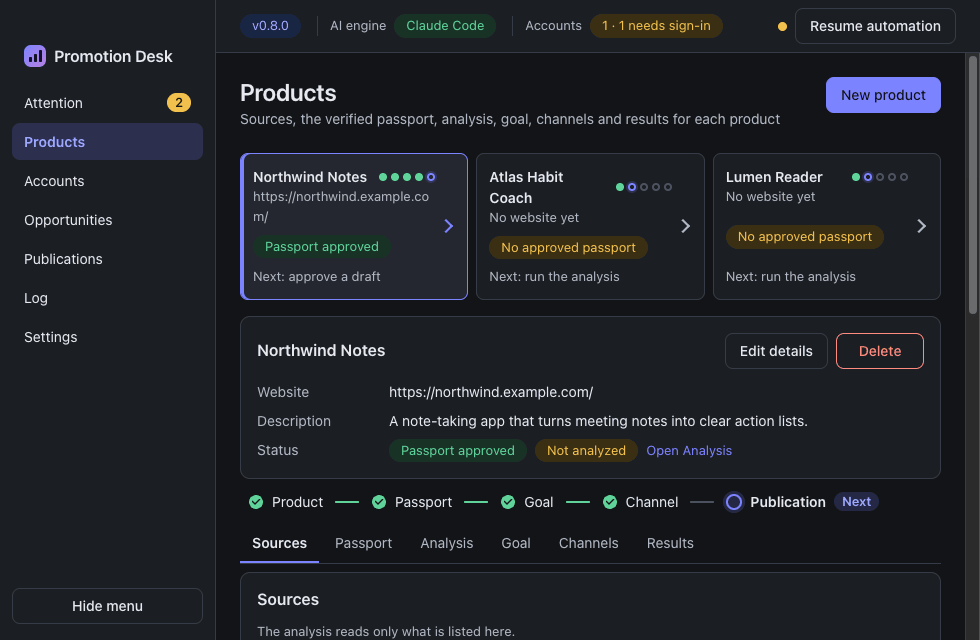 v0.8.0
AI engine
Claude Code
Accounts
1 · 1 needs sign-in
Resume automation
Promotion Desk
Attention
2
Products
Accounts
Opportunities
Publications
Log
Settings
Hide menu
Products
Sources, the verified passport, analysis, goal, channels and results for each product
New product
Northwind Notes
https://northwind.example.co
m/
Passport approved
Next: approve a draft
Atlas Habit
Coach
No website yet
No approved passport
Next: run the analysis
Lumen Reader
No website yet
No approved passport
Next: run the analysis
Northwind Notes
Edit details
Delete
Website
https://northwind.example.com/
Description
A note-taking app that turns meeting notes into clear action lists.
Status
Passport approved
Not analyzed
Open Analysis
Product
Passport
Goal
Channel
Publication
Next
Sources
Passport
Analysis
Goal
Channels
Results
Sources
The analysis reads only what is listed here.